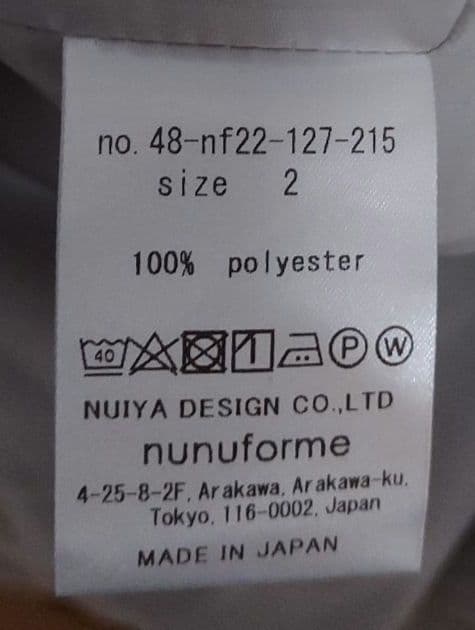 no. 48-nf22-127-215
size 2
100% polyester
40 P W
NUIYA DESIGN CO.,LTD
nunuforme
4-25-8-2F, Arakawa, Arakawa-ku,
Tokyo, 116-0002, Japan
MADE IN JAPAN